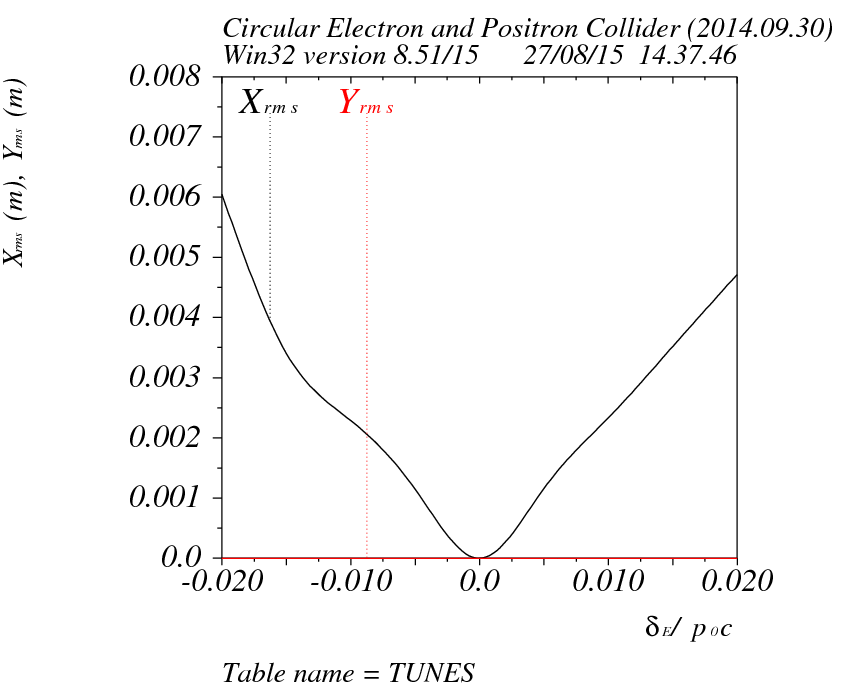 Circular Electron and Positron Collider (2014.09.30)
Win32 version 8.51/15 27/08/15 14.37.46
Xrms (m), Yrms (m)
0.008
0.007
0.006
0.005
0.004
0.003
0.002
0.001
0.0
Xrms Yrms
-0.020 -0.010 0.0 0.010 0.020
δE/ p0c
Table name = TUNES